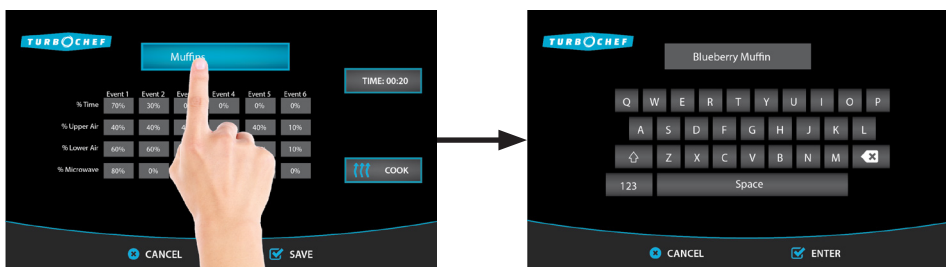 TURBOCHEF
Muffins
TIME: 00:20
Event 1 Event 2 Event 4 Event 5 Event 6
% Time 70% 30% 0% 0% 0%
% Upper Air 40% 40% 40% 10%
% Lower Air 60% 60% 10%
% Microwave 80% 0% 0%
COOK
CANCEL SAVE
TURBOCHEF
Blueberry Muffin
Q W E R T Y U I O P
A S D F G H J K L
Z X C V B N M
123 Space
CANCEL ENTER